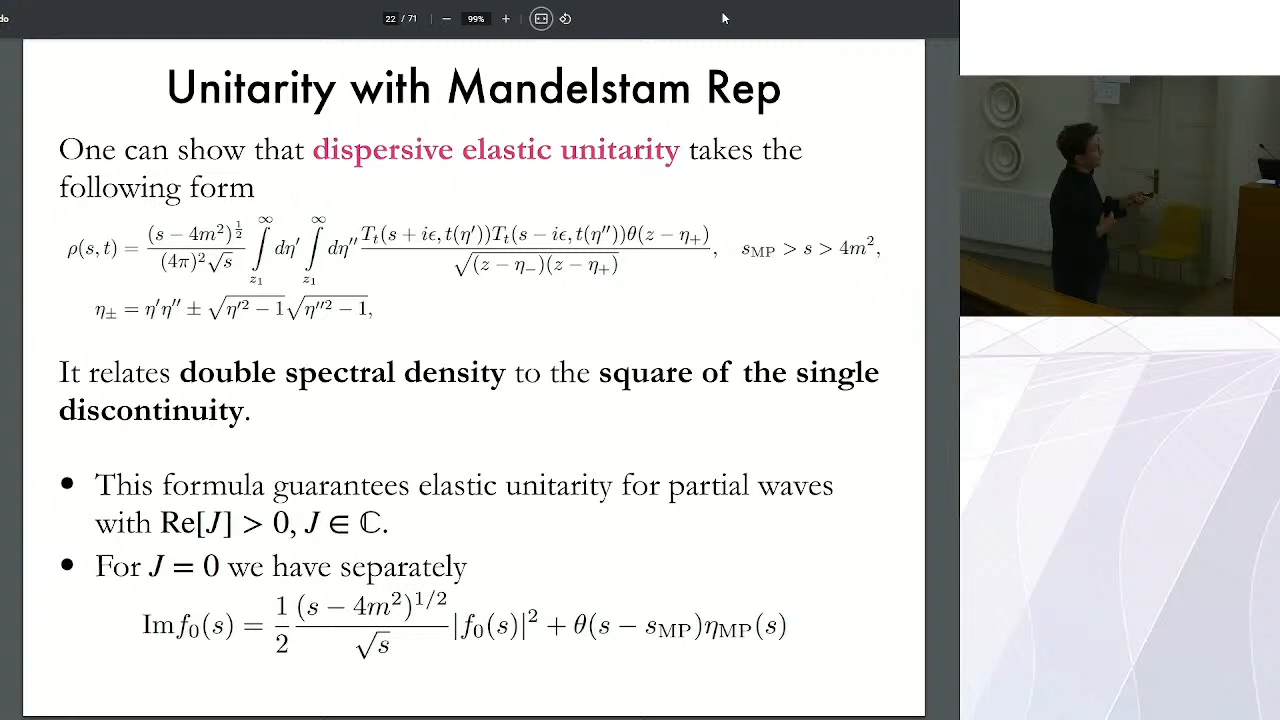 do
22 / 71 — 99% +
Unitarity with Mandelstam Rep
One can show that dispersive elastic unitarity takes the
following form
ρ(s, t) = (s − 4m²)^{1/2} / ((4π)²√s) ∫_{z₁}^{∞} dη′ ∫_{z₁}^{∞} dη″ T_t(s + iϵ, t(η′))T_t(s − iϵ, t(η″))θ(z − η₊) / √((z − η₋)(z − η₊)), s_MP > s > 4m²,
η± = η′η″ ± √(η′² − 1)√(η″² − 1),
It relates double spectral density to the square of the single
discontinuity.
• This formula guarantees elastic unitarity for partial waves
with Re[J] > 0, J ∈ ℂ.
• For J = 0 we have separately
Imf₀(s) = 1/2 (s − 4m²)^{1/2} / √s |f₀(s)|² + θ(s − s_MP)η_MP(s)